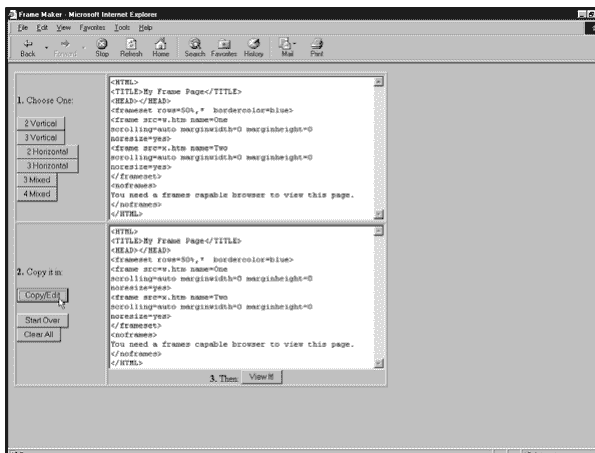 Frame Maker - Microsoft Internet Explorer
File Edit View Favorites Tools Help
Back Forward Stop Refresh Home Search Favorites History Mail Print
1. Choose One:
2 Vertical
3 Vertical
2 Horizontal
3 Horizontal
3 Mixed
4 Mixed
<HTML>
<TITLE>My Frame Page</TITLE>
<HEAD></HEAD>
<frameset rows=50%,* bordercolor=blue>
<frame src=w.htm name=One
scrolling=auto marginwidth=0 marginheight=0
noresize=yes>
<frame src=x.htm name=Two
scrolling=auto marginwidth=0 marginheight=0
noresize=yes>
</frameset>
<noframes>
You need a frames capable browser to view this page.
</noframes>
</HTML>
2. Copy it in:
Copy/Edit
Start Over
Clear All
<HTML>
<TITLE>My Frame Page</TITLE>
<HEAD></HEAD>
<frameset rows=50%,* bordercolor=blue>
<frame src=w.htm name=One
scrolling=auto marginwidth=0 marginheight=0
noresize=yes>
<frame src=x.htm name=Two
scrolling=auto marginwidth=0 marginheight=0
noresize=yes>
</frameset>
<noframes>
You need a frames capable browser to view this page.
</noframes>
</HTML>
3. Then: View It!